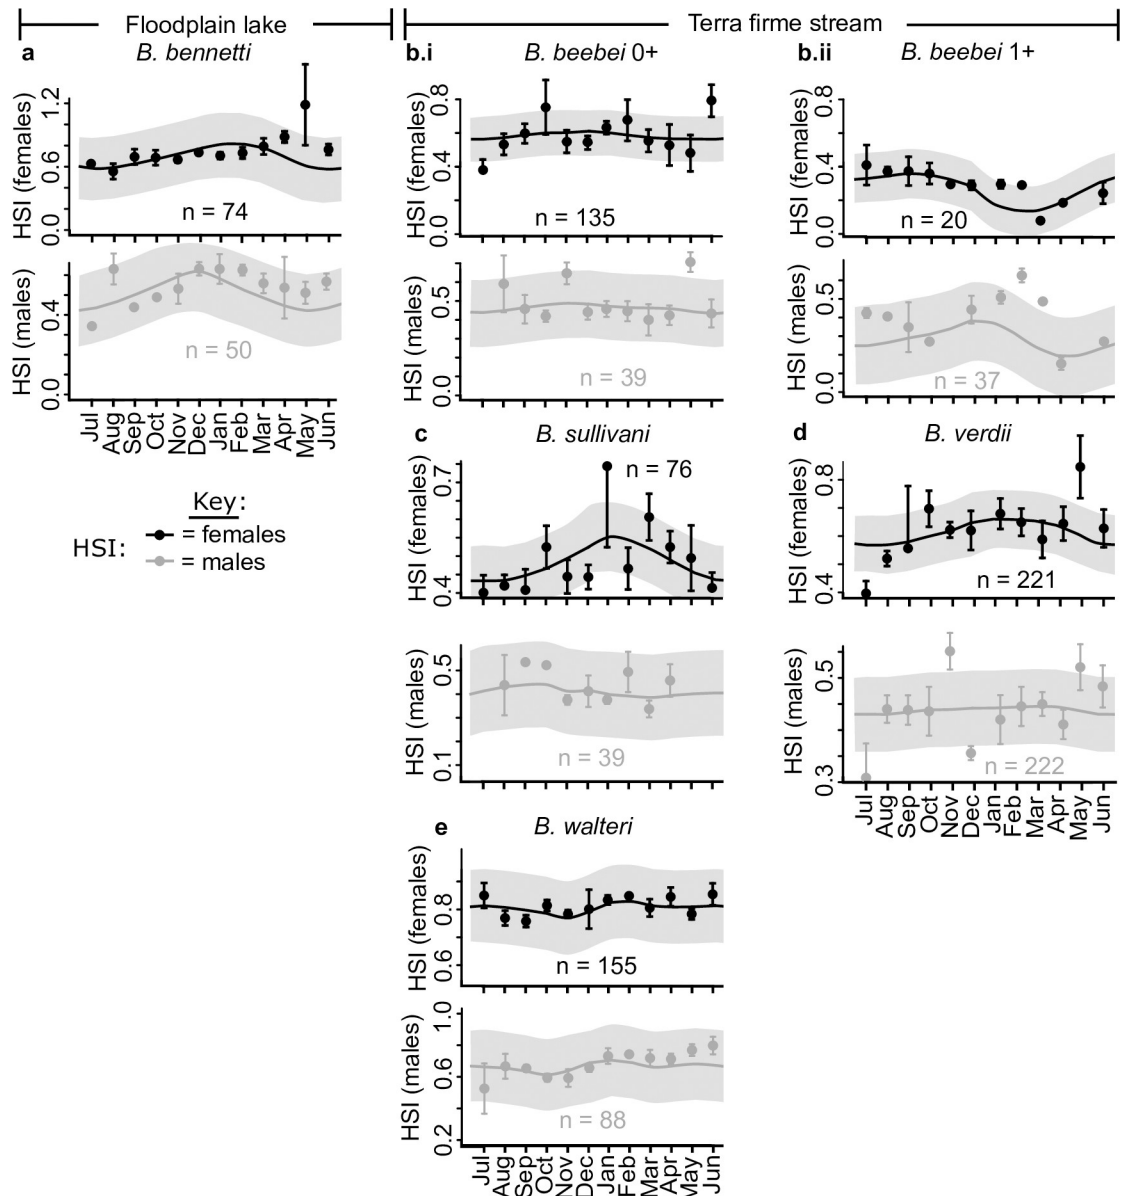 Floodplain lake
Terra firme stream
a
B. bennetti
b.i
B. beebei 0+
b.ii
B. beebei 1+
HSI (females)
1.2
0.6
0.0
n = 74
HSI (females)
0.8
0.4
0.0
n = 135
HSI (females)
0.8
0.4
0.0
n = 20
HSI (males)
0.4
0.0
n = 50
HSI (males)
0.5
0.0
n = 39
HSI (males)
0.5
0.0
n = 37
Jul
Aug
Sep
Oct
Nov
Dec
Jan
Feb
Mar
Apr
May
Jun
c
B. sullivani
d
B. verdii
HSI (females)
0.7
0.4
n = 76
HSI (females)
0.8
0.4
n = 221
Key:
HSI:
= females
= males
HSI (males)
0.5
0.1
n = 39
HSI (males)
0.5
0.3
n = 222
Jul
Aug
Sep
Oct
Nov
Dec
Jan
Feb
Mar
Apr
May
Jun
e
B. walteri
HSI (females)
0.8
0.6
n = 155
HSI (males)
1.0
0.6
0.2
n = 88
Jul
Aug
Sep
Oct
Nov
Dec
Jan
Feb
Mar
Apr
May
Jun